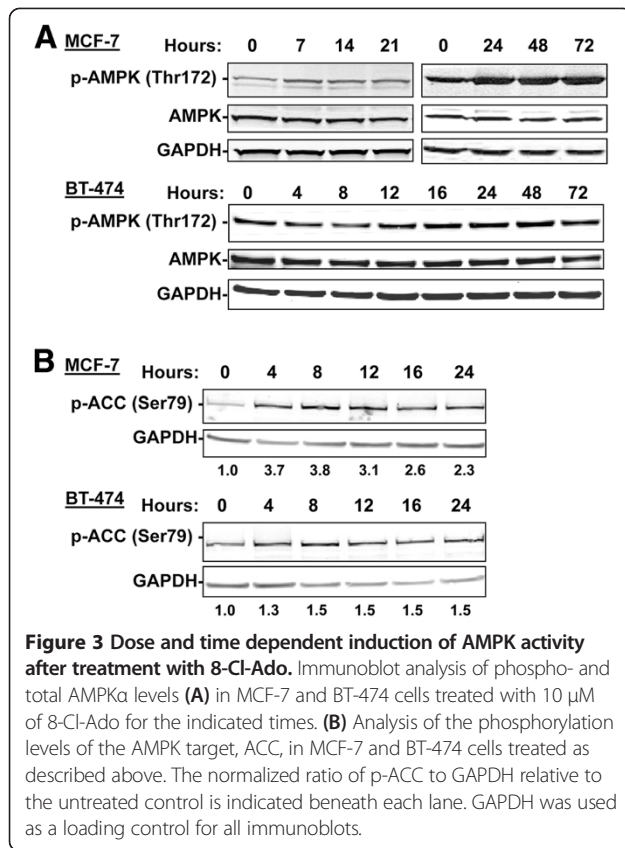 A MCF-7 Hours: 0 7 14 21 0 24 48 72
p-AMPK (Thr172)
AMPK
GAPDH
BT-474 Hours: 0 4 8 12 16 24 48 72
p-AMPK (Thr172)
AMPK
GAPDH
B MCF-7 Hours: 0 4 8 12 16 24
p-ACC (Ser79)
GAPDH
1.0 3.7 3.8 3.1 2.6 2.3
BT-474 Hours: 0 4 8 12 16 24
p-ACC (Ser79)
GAPDH
1.0 1.3 1.5 1.5 1.5 1.5
Figure 3 Dose and time dependent induction of AMPK activity
after treatment with 8-Cl-Ado. Immunoblot analysis of phospho- and
total AMPKα levels (A) in MCF-7 and BT-474 cells treated with 10 μM
of 8-Cl-Ado for the indicated times. (B) Analysis of the phosphorylation
levels of the AMPK target, ACC, in MCF-7 and BT-474 cells treated as
described above. The normalized ratio of p-ACC to GAPDH relative to
the untreated control is indicated beneath each lane. GAPDH was used
as a loading control for all immunoblots.